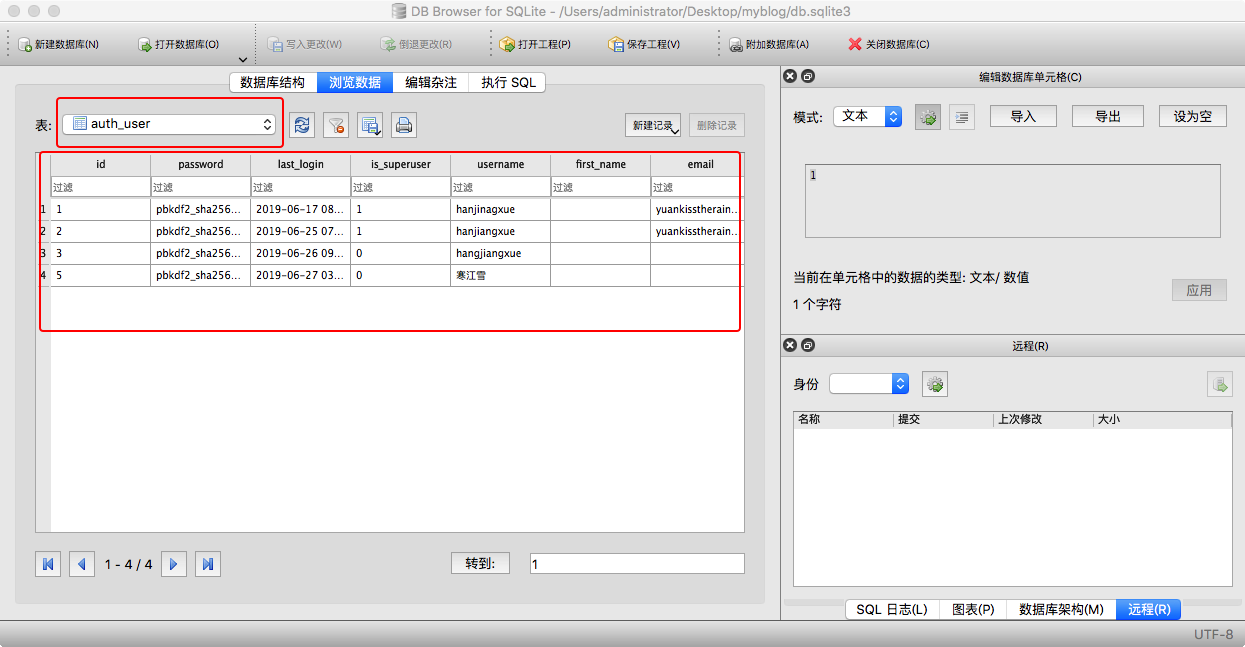 DB Browser for SQLite - /Users/administrator/Desktop/myblog/db.sqlite3
新建数据库(N) 打开数据库(O) 写入更改(W) 倒退更改(R) 打开工程(P) 保存工程(V) 附加数据库(A) 关闭数据库(C)
数据库结构 浏览数据 编辑杂注 执行 SQL
表: auth_user 新建记录 删除记录
id password last_login is_superuser username first_name email
过滤 过滤 过滤 过滤 过滤 过滤 过滤
1 1 pbkdf2_sha256... 2019-06-17 08... 1 hanjinagxue yuankisstherain...
2 2 pbkdf2_sha256... 2019-06-25 07... 1 hanjiangxue yuankisstherain...
3 3 pbkdf2_sha256... 2019-06-26 09... 0 hangjiangxue
4 5 pbkdf2_sha256... 2019-06-27 03... 0 寒江雪
1 - 4 / 4 转到: 1
编辑数据库单元格(C)
模式: 文本 导入 导出 设为空
1
当前在单元格中的数据的类型: 文本/ 数值
1 个字符
应用
远程(R)
身份
名称 提交 上次修改 大小
SQL 日志(L) 图表(P) 数据库架构(M) 远程(R)
UTF-8